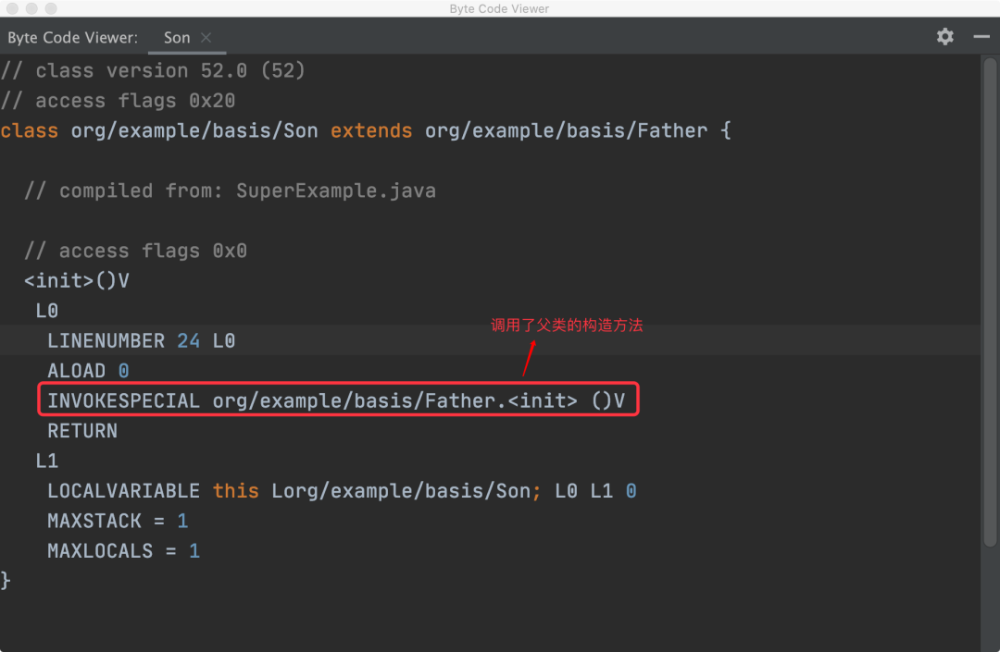 Byte Code Viewer
Byte Code Viewer: Son
// class version 52.0 (52)
// access flags 0x20
class org/example/basis/Son extends org/example/basis/Father {
// compiled from: SuperExample.java
// access flags 0x0
<init>()V
L0
调用了父类的构造方法
LINENUMBER 24 L0
ALOAD 0
INVOKESPECIAL org/example/basis/Father.<init> ()V
RETURN
L1
LOCALVARIABLE this Lorg/example/basis/Son; L0 L1 0
MAXSTACK = 1
MAXLOCALS = 1
}